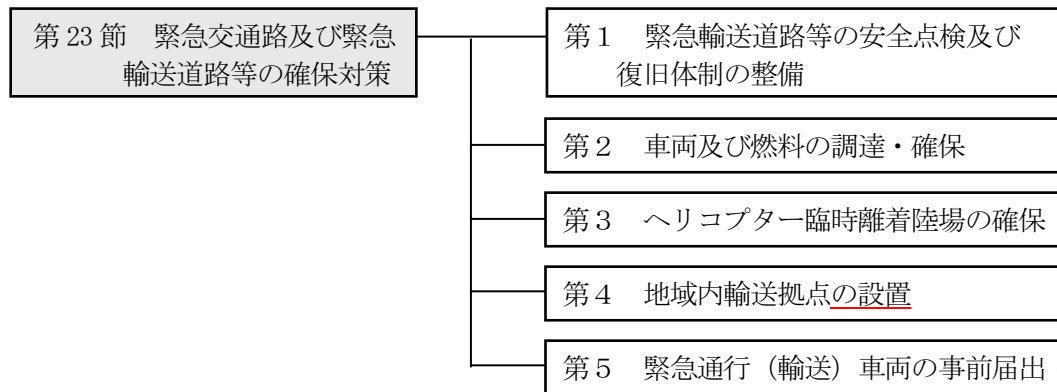 第23節　緊急交通路及び緊急
輸送道路等の確保対策
第１　緊急輸送道路等の安全点検及び
復旧体制の整備
第２　車両及び燃料の調達・確保
第３　ヘリコプター臨時離着陸場の確保
第４　地域内輸送拠点の設置
第５　緊急通行（輸送）車両の事前届出